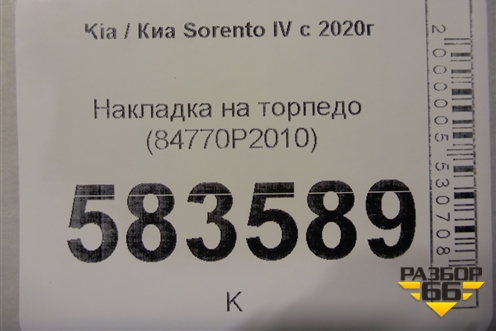 Kia / Киа Sorento IV с 2020г
Накладка на торпедо
(84770P2010)
583589
К
2000005530708
РАЗБОР
66